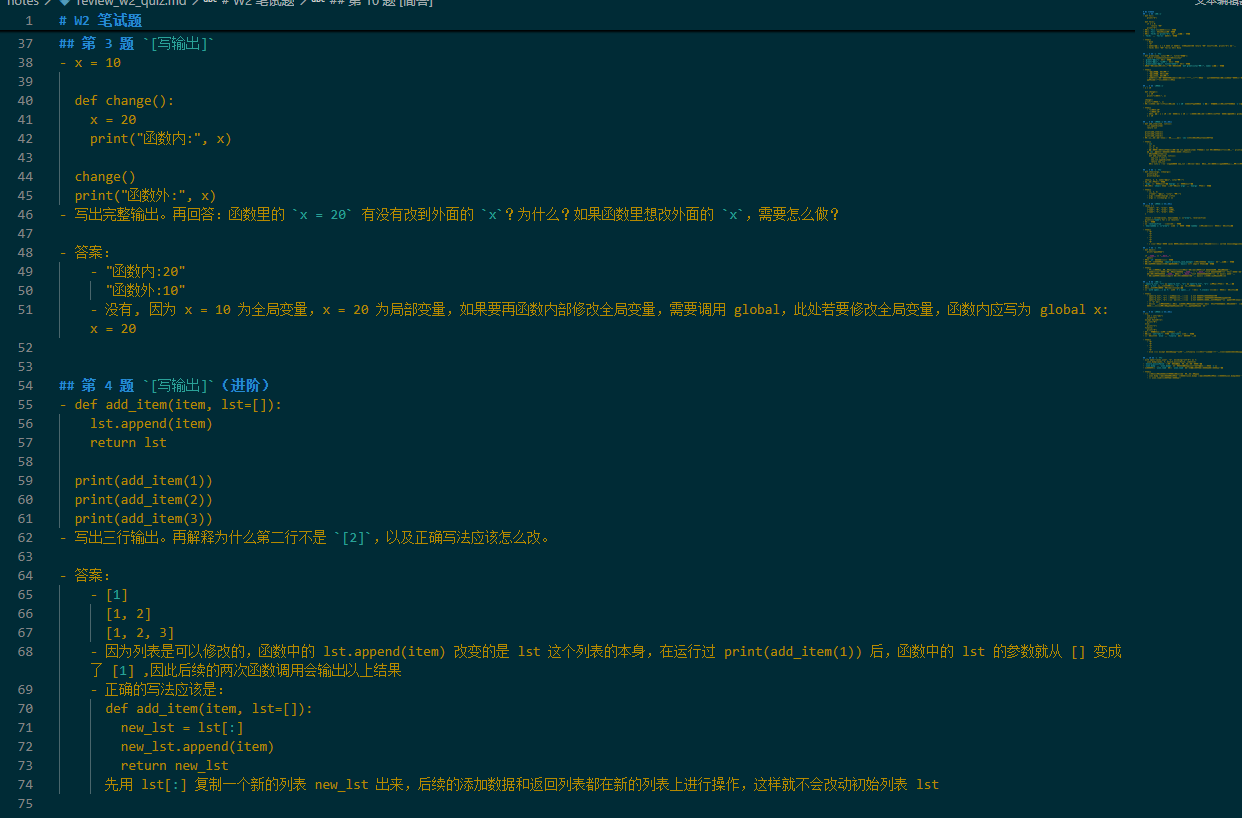 review_w2_quiz.md
# W2 笔试题
## 第 3 题 `[写输出]`
- x = 10
def change():
x = 20
print("函数内:", x)
change()
print("函数外:", x)
- 写出完整输出。再回答：函数里的 `x = 20` 有没有改到外面的 `x`？为什么？如果函数里想改外面的 `x`，需要怎么做？
- 答案：
- "函数内:20"
"函数外:10"
- 没有, 因为 x = 10 为全局变量，x = 20 为局部变量，如果要再函数内部修改全局变量，需要调用 global，此处若要修改全局变量，函数内应写为 global x:
x = 20
## 第 4 题 `[写输出]`（进阶）
- def add_item(item, lst=[]):
lst.append(item)
return lst
print(add_item(1))
print(add_item(2))
print(add_item(3))
- 写出三行输出。再解释为什么第二行不是 `[2]`，以及正确写法应该怎么改。
- 答案：
- [1]
[1, 2]
[1, 2, 3]
- 因为列表是可以修改的，函数中的 lst.append(item) 改变的是 lst 这个列表的本身，在运行过 print(add_item(1)) 后，函数中的 lst 的参数就从 [] 变成
了 [1] ,因此后续的两次函数调用会输出以上结果
- 正确的写法应该是：
def add_item(item, lst=[]):
new_lst = lst[:]
new_lst.append(item)
return new_lst
先用 lst[:] 复制一个新的列表 new_lst 出来，后续的添加数据和返回列表都在新的列表上进行操作，这样就不会改动初始列表 lst